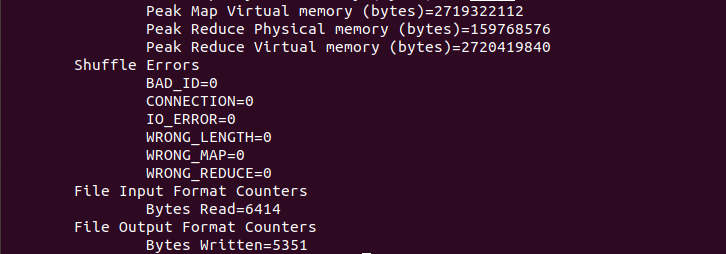 Peak Map Virtual memory (bytes)=2719322112
Peak Reduce Physical memory (bytes)=159768576
Peak Reduce Virtual memory (bytes)=2720419840
Shuffle Errors
BAD_ID=0
CONNECTION=0
IO_ERROR=0
WRONG_LENGTH=0
WRONG_MAP=0
WRONG_REDUCE=0
File Input Format Counters
Bytes Read=6414
File Output Format Counters
Bytes Written=5351